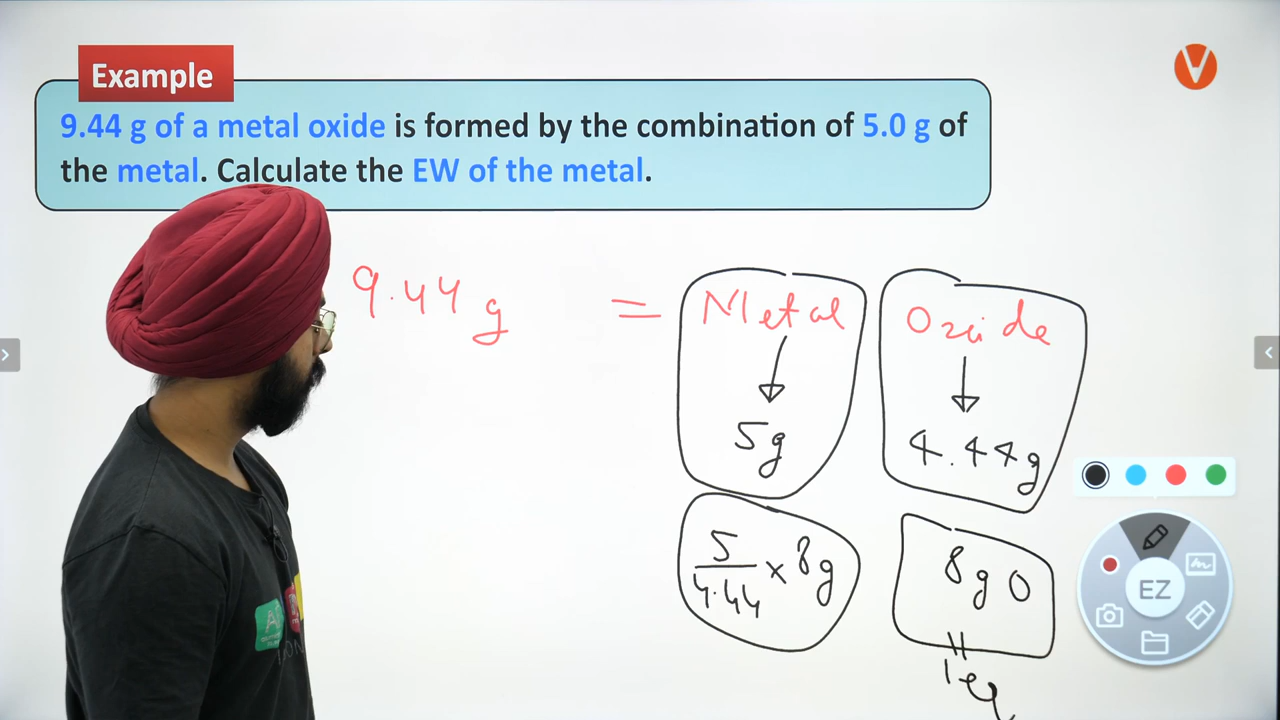 Example
9.44 g of a metal oxide is formed by the combination of 5.0 g of
the metal. Calculate the EW of the metal.
9.44 g = Metal Oxide
5g 4.44g
5/4.44 × 8g 8g O
1eq
EZ